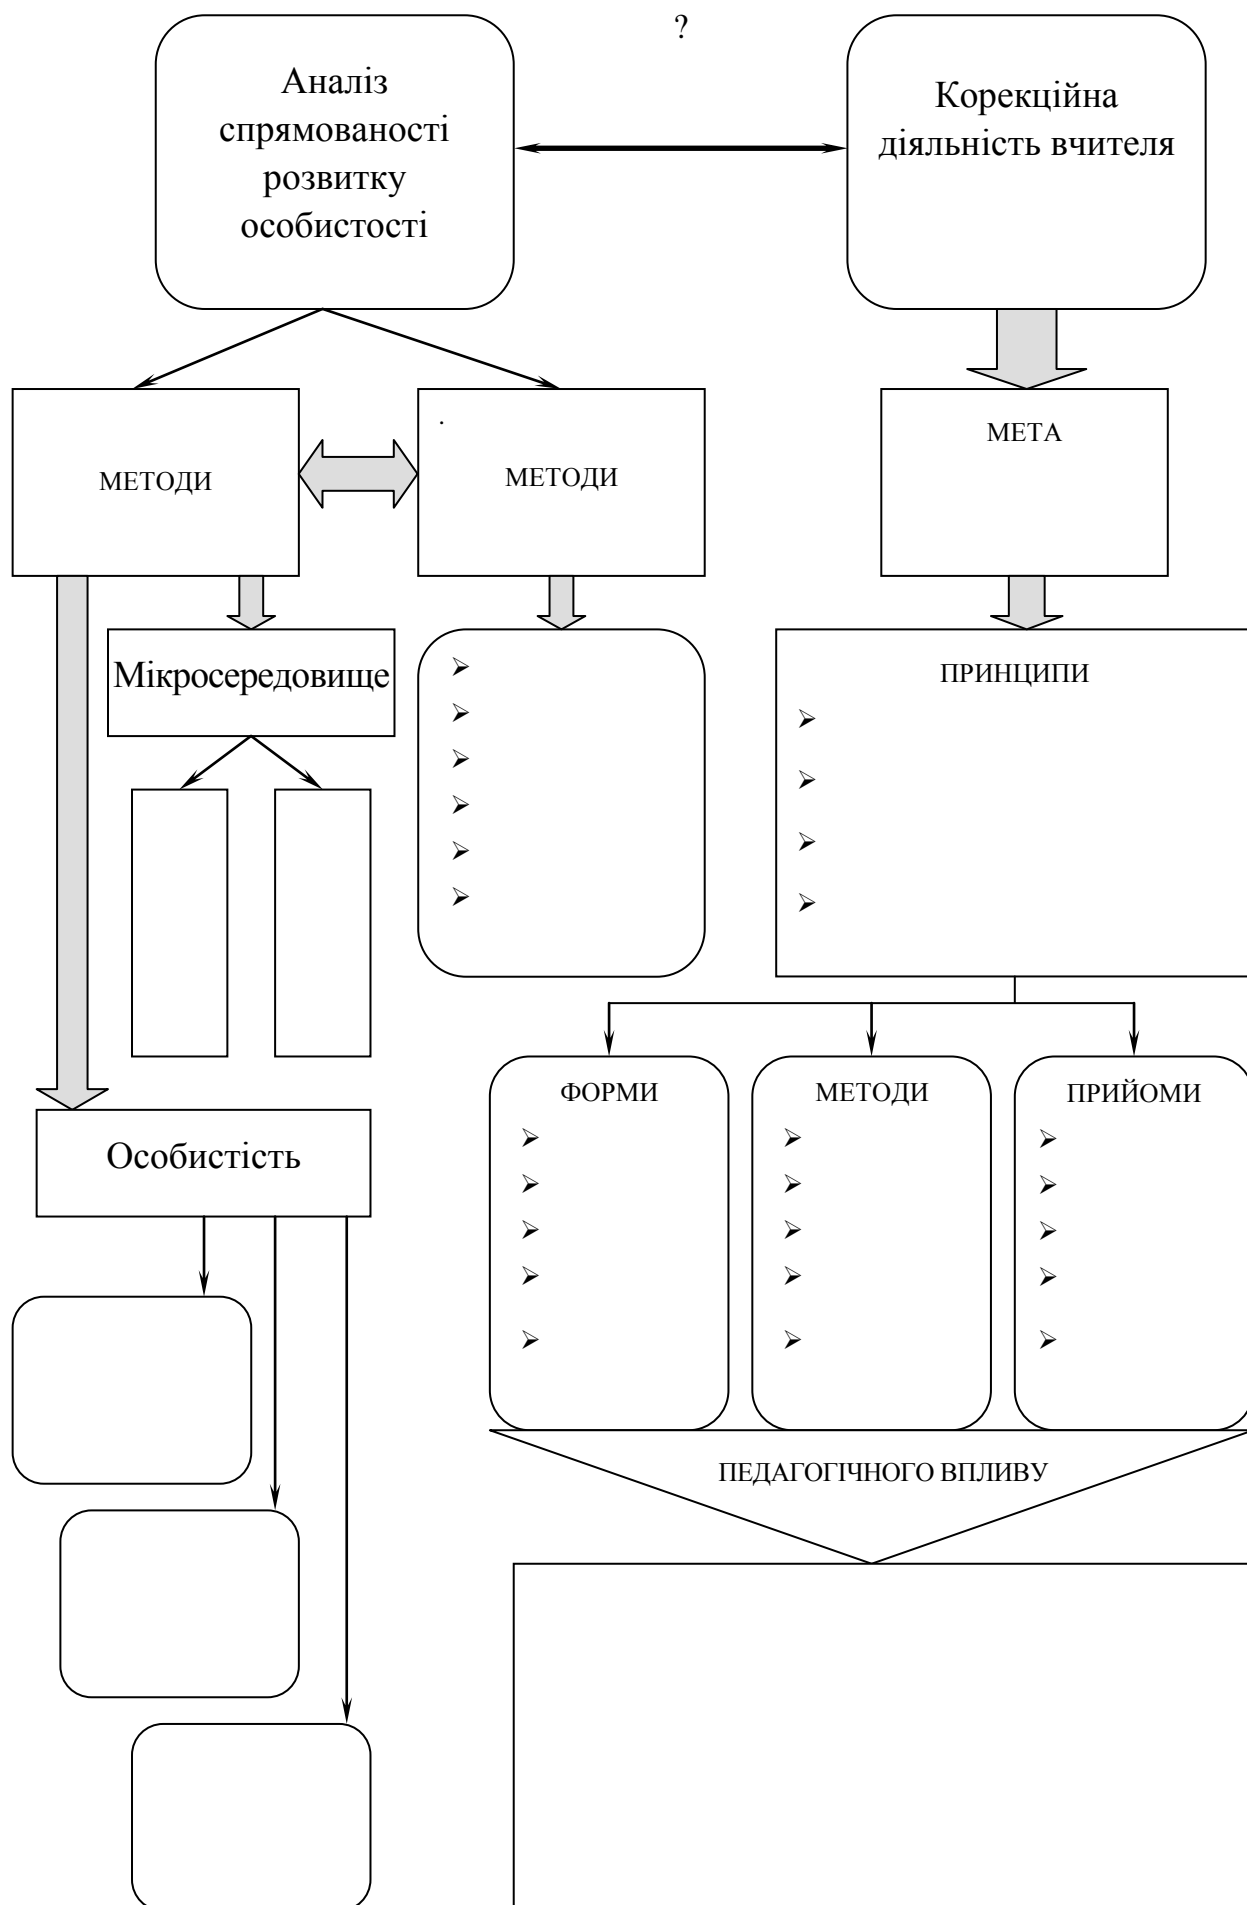 ?
Аналіз
спрямованості
розвитку
особистості
Корекційна
діяльність вчителя
МЕТОДИ
.
МЕТОДИ
МЕТА
Мікросередовище
ПРИНЦИПИ
ФОРМИ
МЕТОДИ
ПРИЙОМИ
Особистість
ПЕДАГОГІЧНОГО ВПЛИВУ